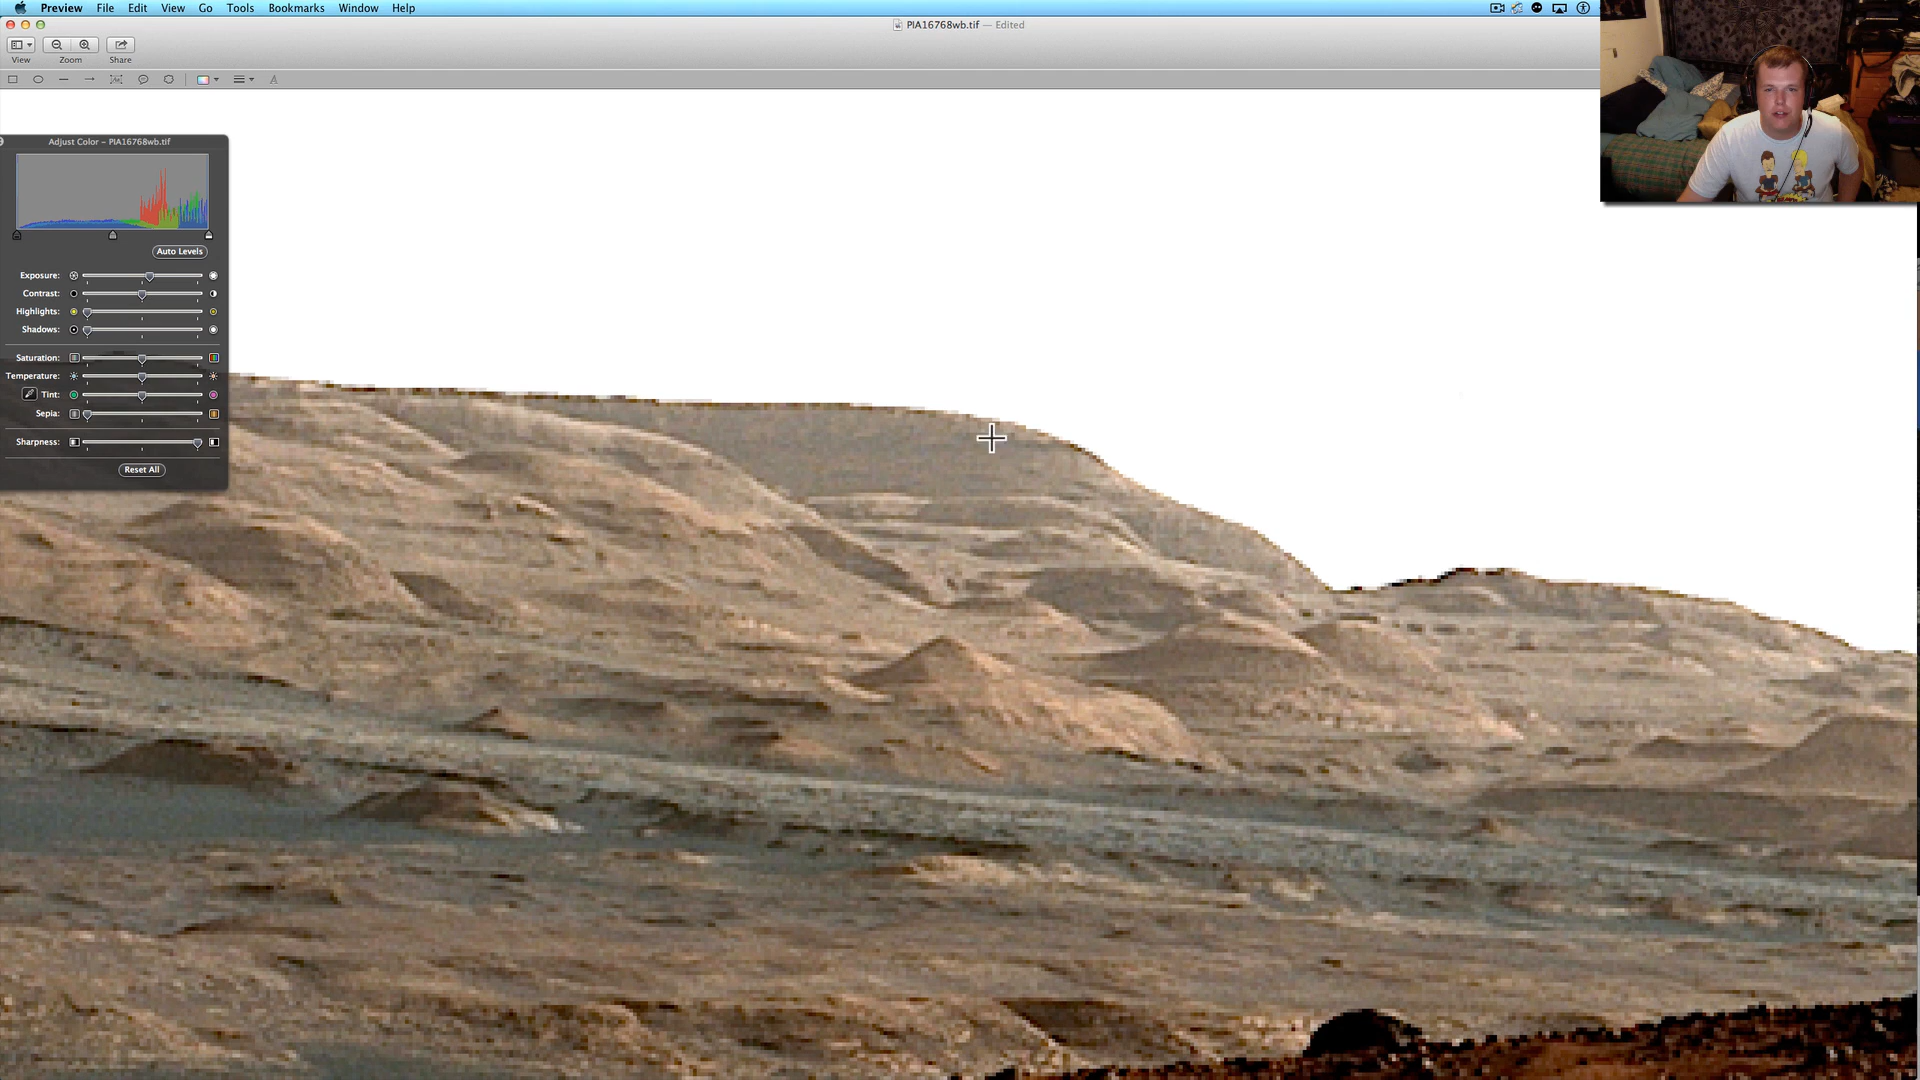 Preview File Edit View Go Tools Bookmarks Window Help
PIA16768wb.tif — Edited
View Zoom Share
Adjust Color – PIA16768wb.tif
Auto Levels
Exposure:
Contrast:
Highlights:
Shadows:
Saturation:
Temperature:
Tint:
Sepia:
Sharpness:
Reset All